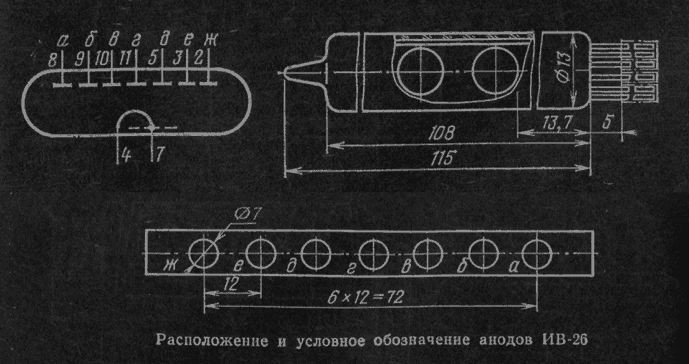 а б в г д е ж
8 9 10 11 5 3 2
4 7
Ø13
13,7 5
108
115
Ø7
ж е д г в б а
12
6×12=72
Расположение и условное обозначение анодов ИВ-26